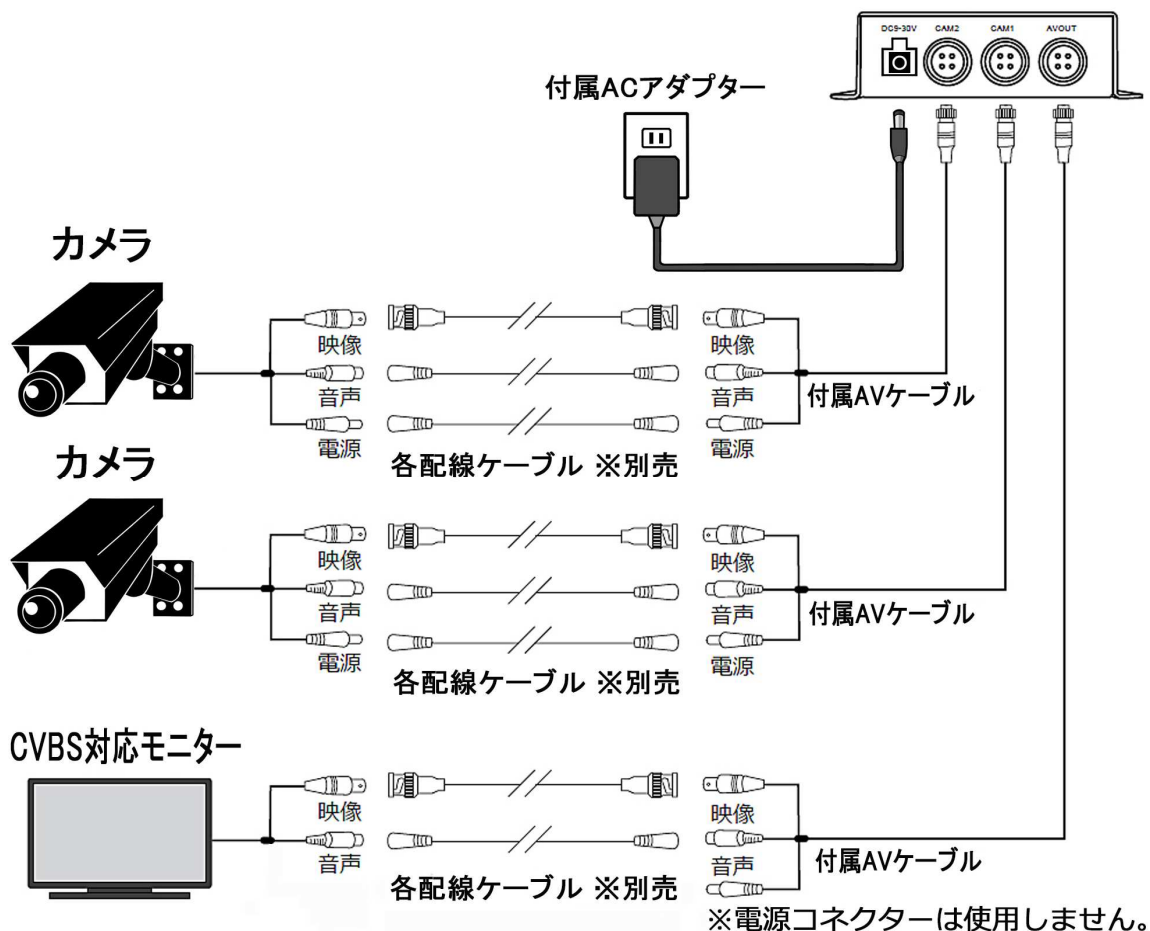 DC9-30V CAM2 CAM1 AVOUT
付属ACアダプター
カメラ
映像 映像
音声 音声
付属AVケーブル
電源 電源
各配線ケーブル ※別売
カメラ
映像 映像
音声 音声
付属AVケーブル
電源 電源
各配線ケーブル ※別売
CVBS対応モニター
映像 映像
音声 音声
付属AVケーブル
各配線ケーブル ※別売
※電源コネクターは使用しません。